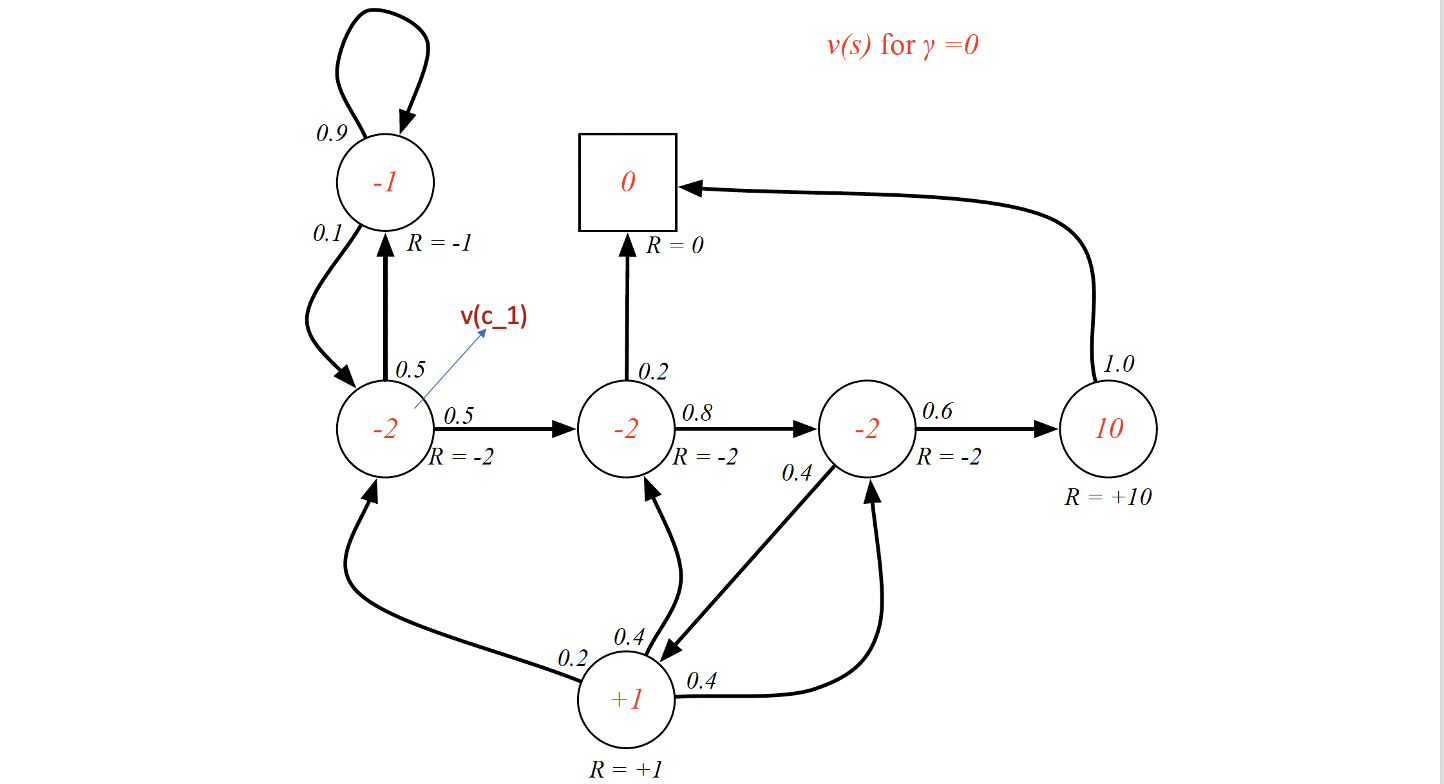 v(s) for γ =0
0.9
-1
0
0.1
R = -1
R = 0
v(c_1)
0.5
0.2
1.0
-2
0.5
R = -2
-2
0.8
R = -2
-2
0.6
R = -2
10
R = +10
0.4
0.4
0.2
+1
0.4
R = +1